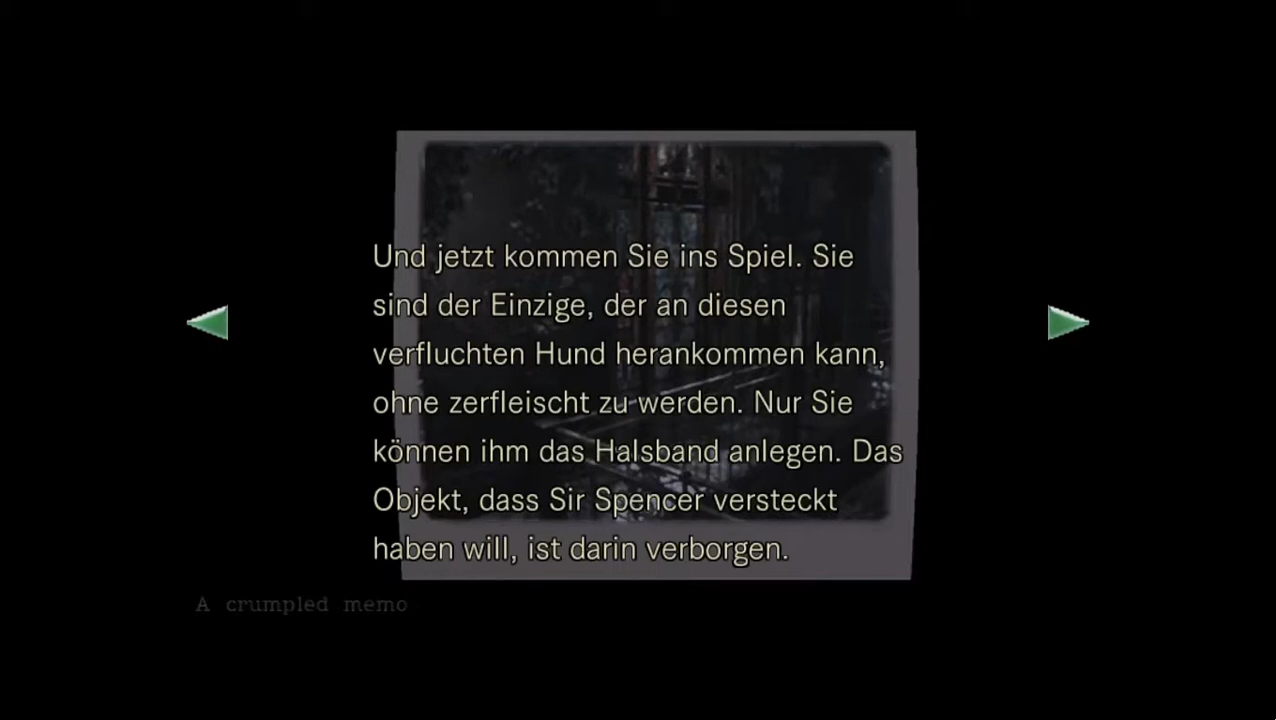 Und jetzt kommen Sie ins Spiel. Sie
sind der Einzige, der an diesen
verfluchten Hund herankommen kann,
ohne zerfleischt zu werden. Nur Sie
können ihm das Halsband anlegen. Das
Objekt, dass Sir Spencer versteckt
haben will, ist darin verborgen.
A crumpled memo